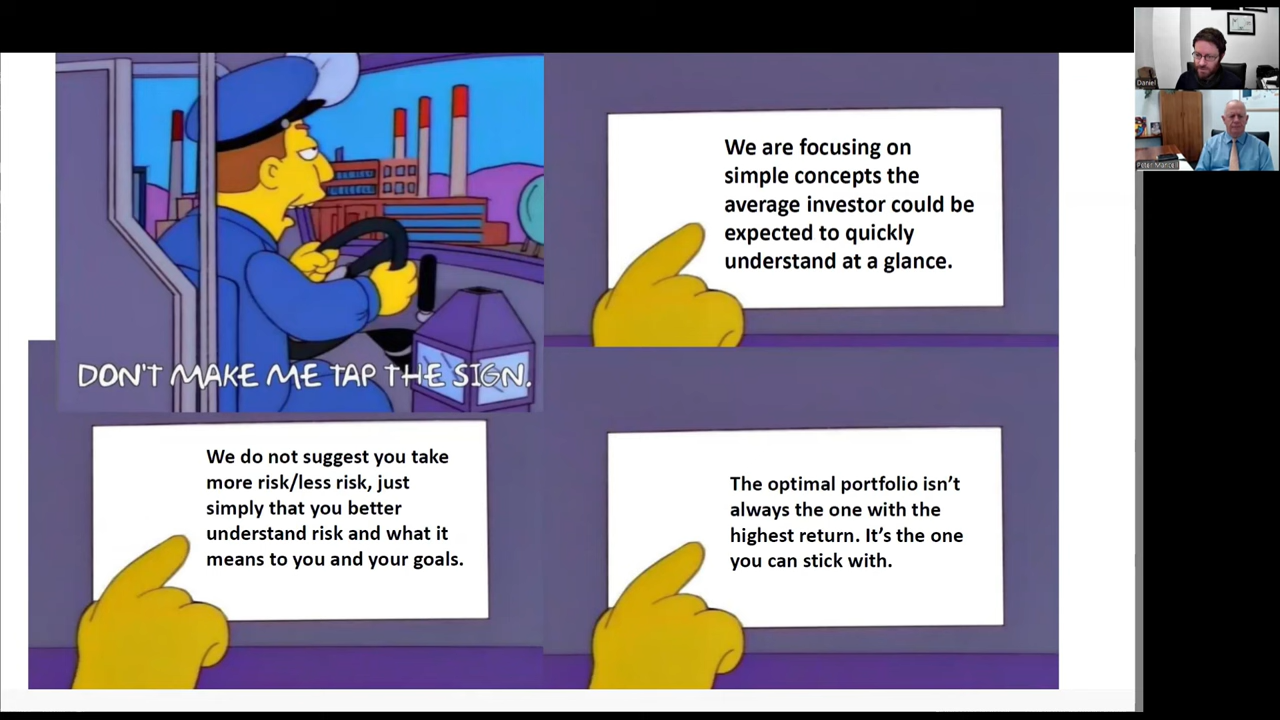 DON'T MAKE ME TAP THE SIGN.
We are focusing on
simple concepts the
average investor could be
expected to quickly
understand at a glance.
We do not suggest you take
more risk/less risk, just
simply that you better
understand risk and what it
means to you and your goals.
The optimal portfolio isn't
always the one with the
highest return. It's the one
you can stick with.
Daniel
Peter Mancell